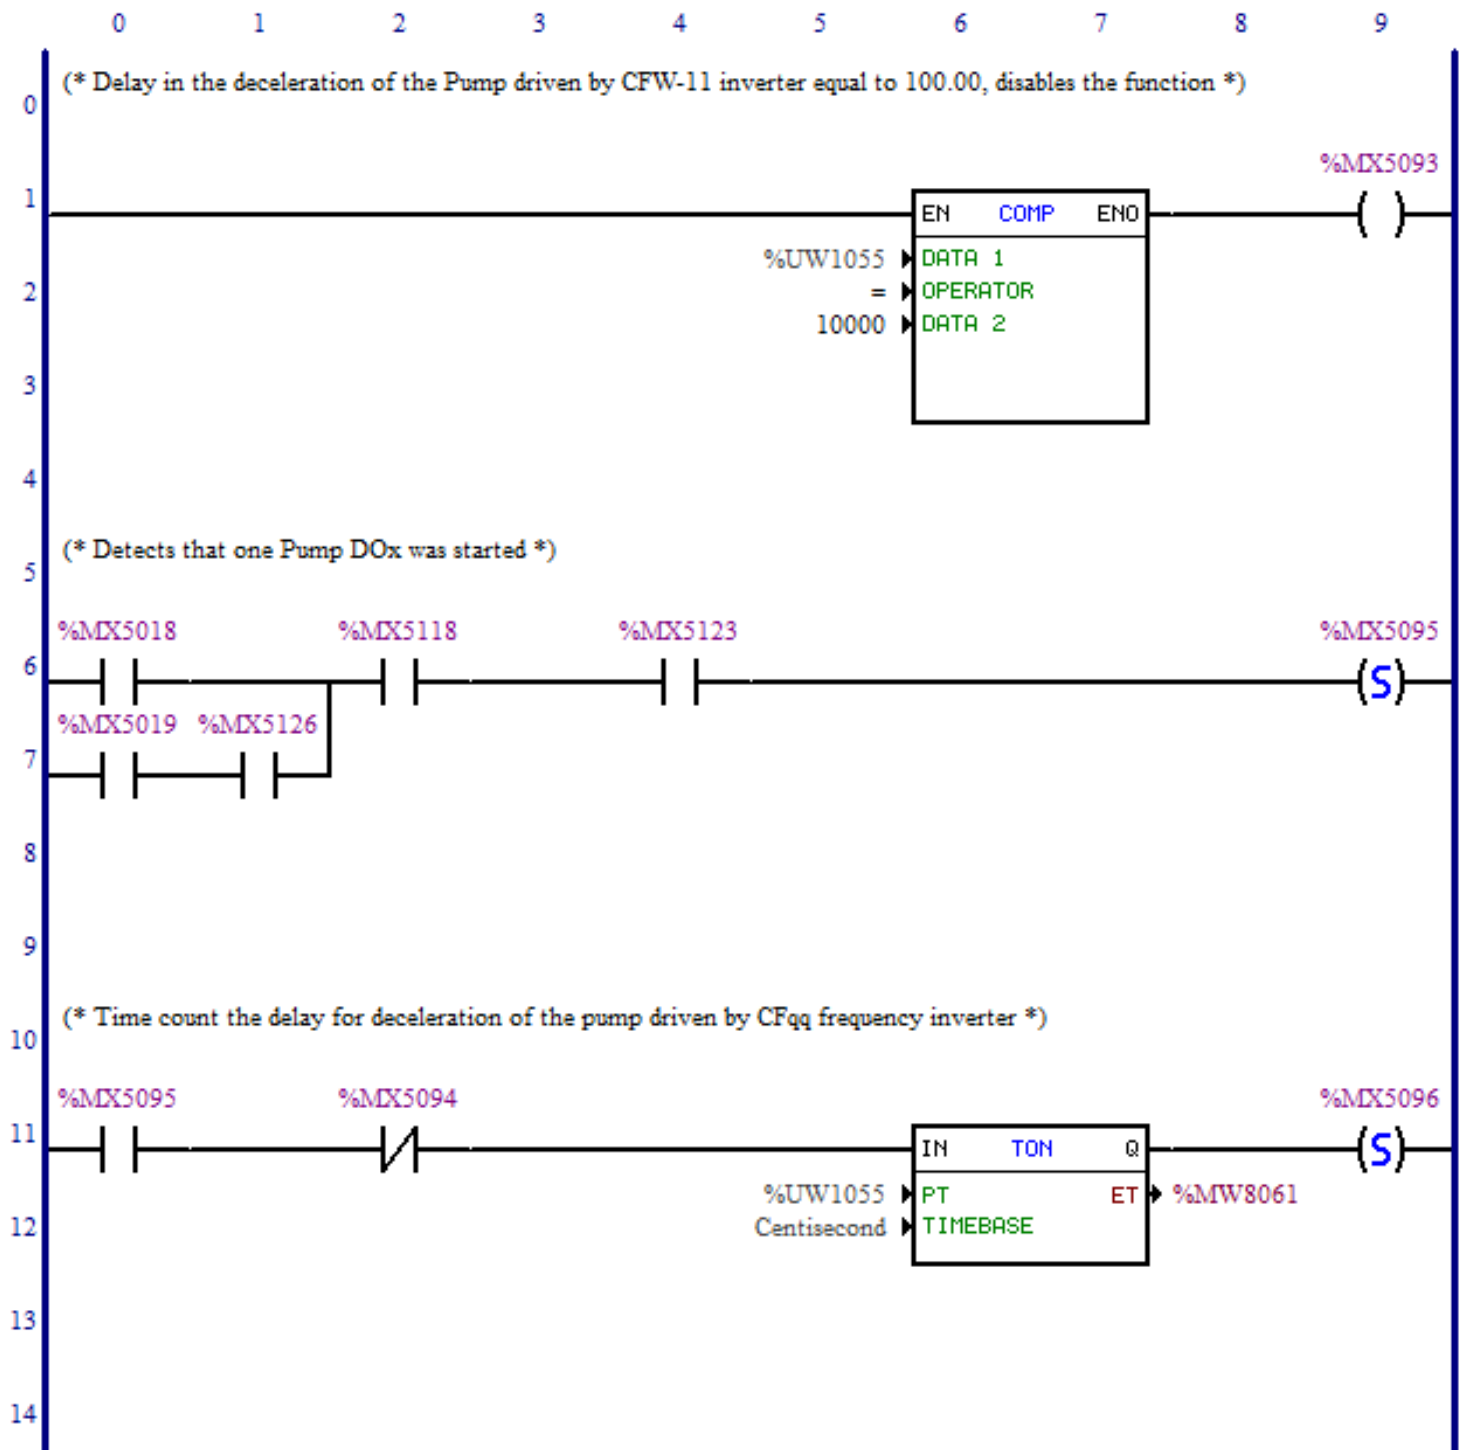 0 1 2 3 4 5 6 7 8 9
(* Delay in the deceleration of the Pump driven by CFW-11 inverter equal to 100.00, disables the function *)
0
%MX5093
1
EN COMP ENO
( )
%UW1055 DATA 1
2
= OPERATOR
10000 DATA 2
3
4
(* Detects that one Pump DOx was started *)
5
%MX5018 %MX5118 %MX5123 %MX5095
6
(S)
%MX5019 %MX5126
7
8
9
(* Time count the delay for deceleration of the pump driven by CFqq frequency inverter *)
10
%MX5095 %MX5094 %MX5096
11
IN TON Q
(S)
%UW1055 PT ET %MW8061
12
Centisecond TIMEBASE
13
14